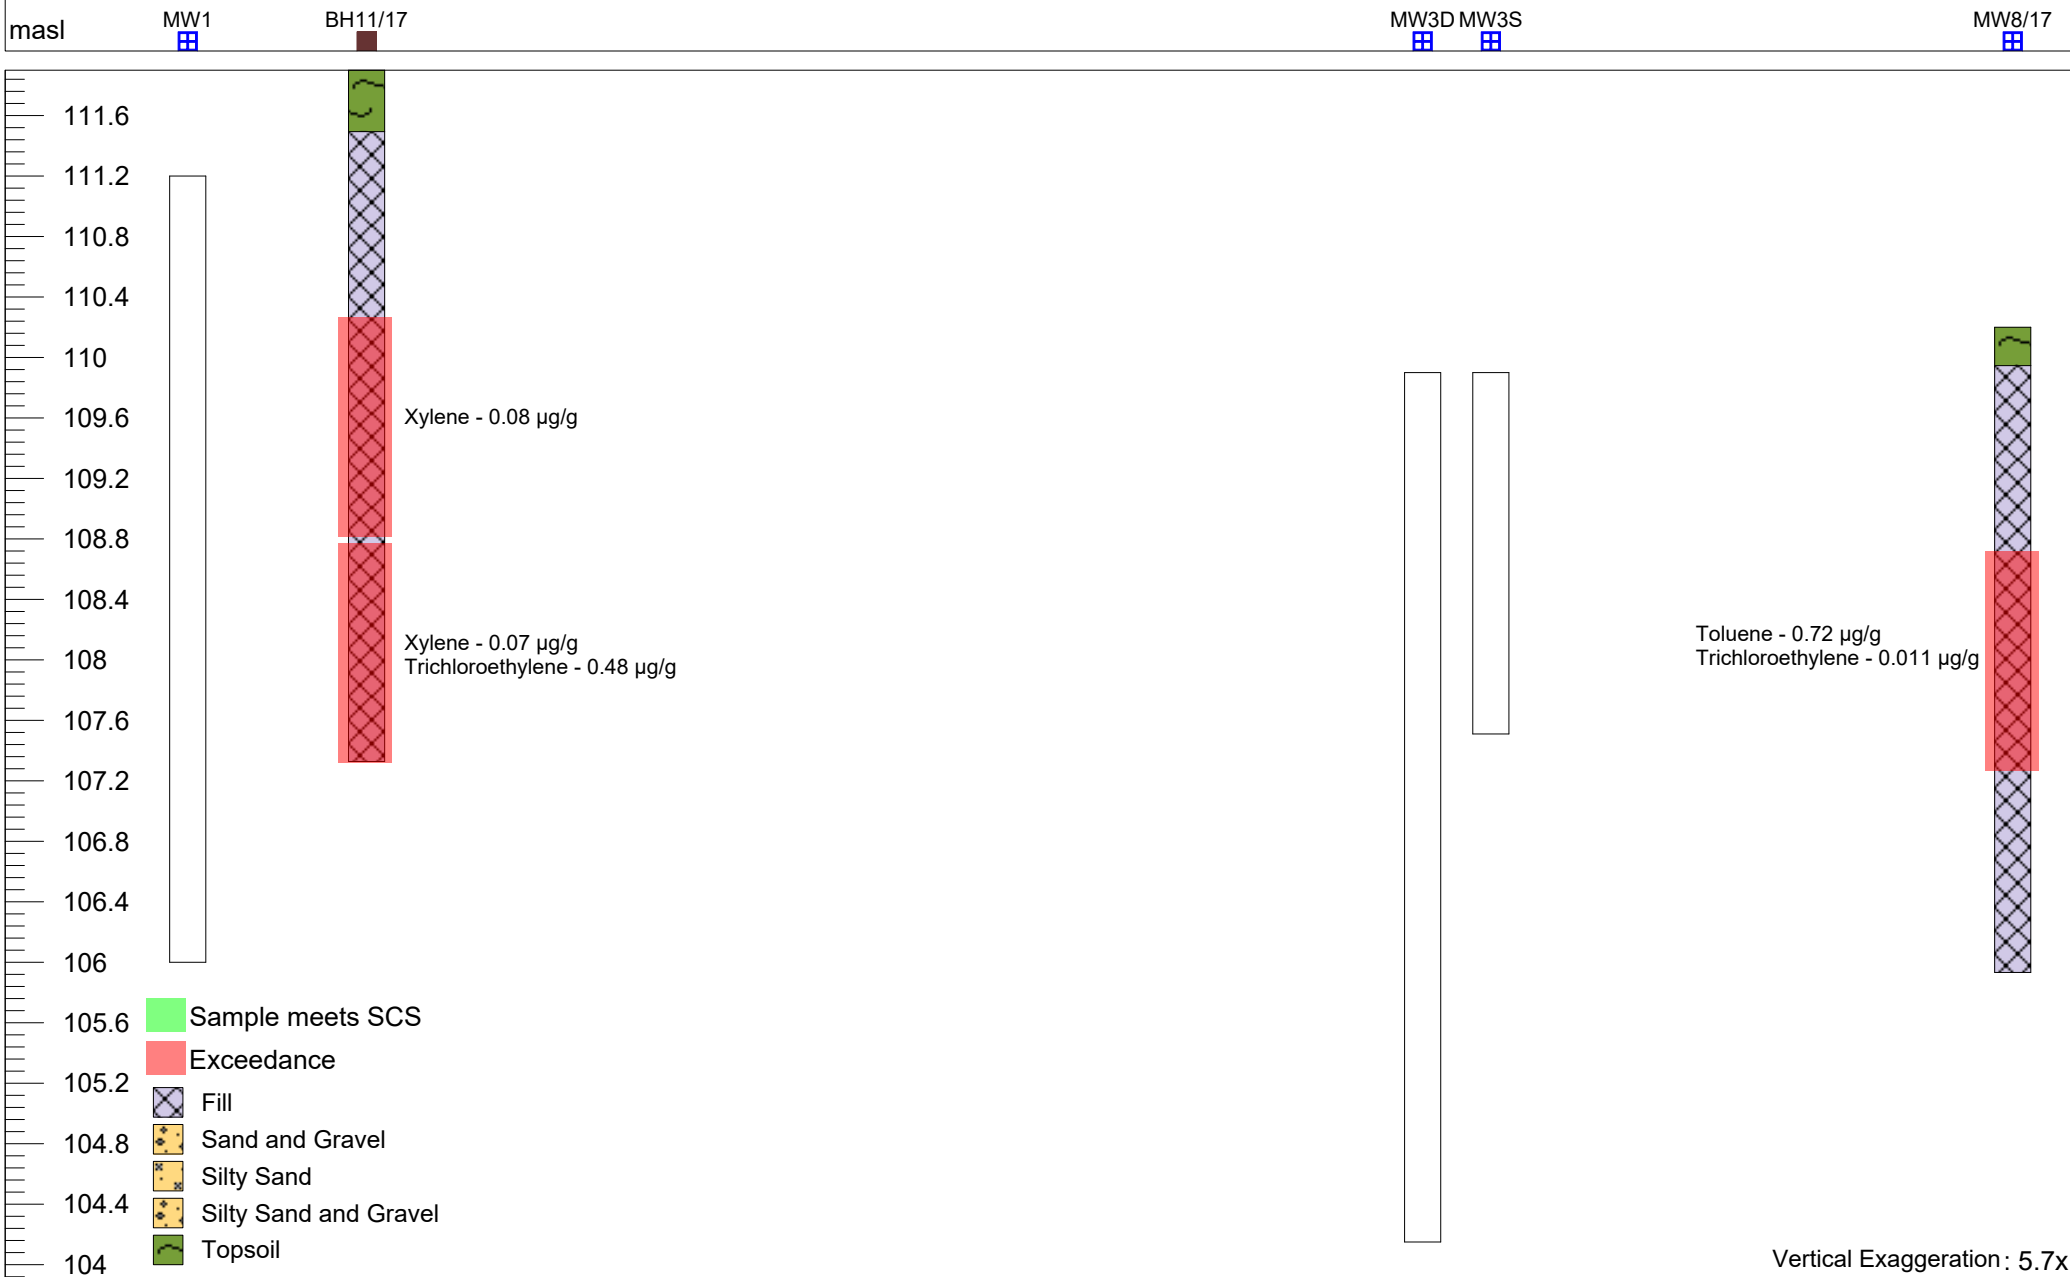 masl
MW1
BH11/17
MW3D
MW3S
MW8/17
111.6
111.2
110.8
110.4
110
109.6
109.2
108.8
108.4
108
107.6
107.2
106.8
106.4
106
105.6
105.2
104.8
104.4
104
Xylene - 0.08 µg/g
Xylene - 0.07 µg/g
Trichloroethylene - 0.48 µg/g
Toluene - 0.72 µg/g
Trichloroethylene - 0.011 µg/g
Sample meets SCS
Exceedance
Fill
Sand and Gravel
Silty Sand
Silty Sand and Gravel
Topsoil
Vertical Exaggeration : 5.7x